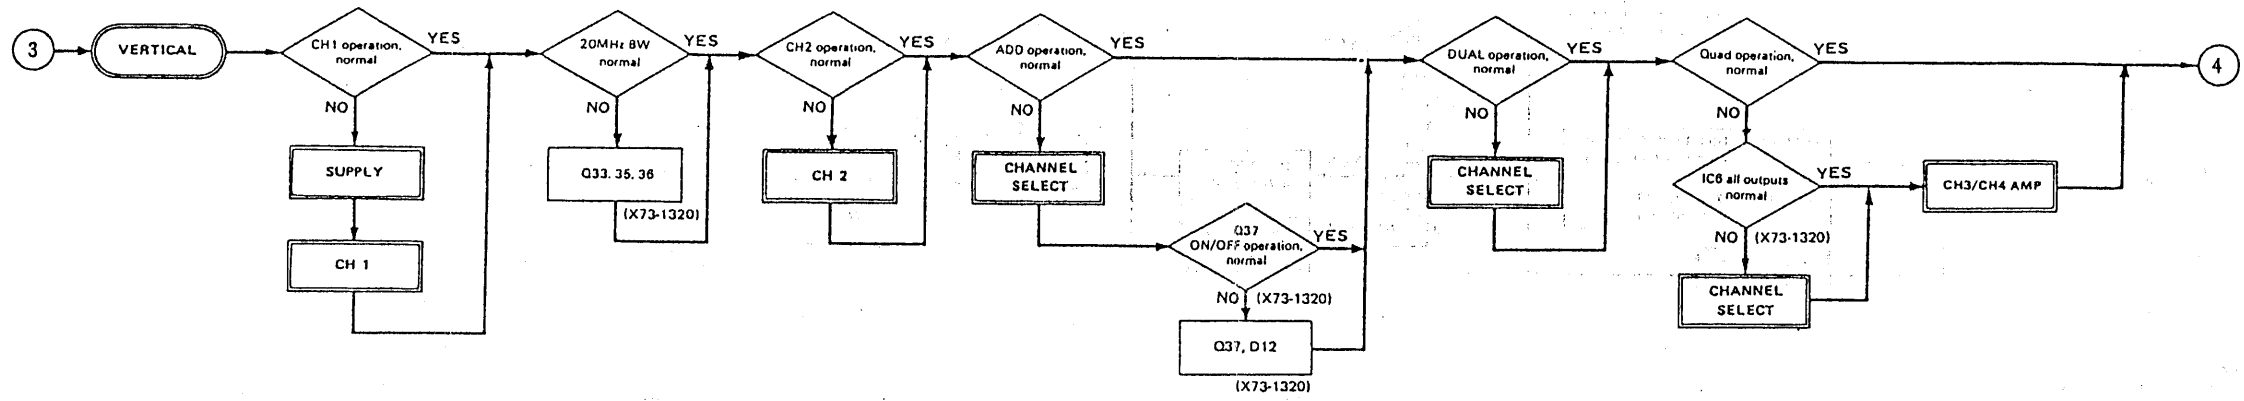 3
VERTICAL
CH1 operation,
normal
YES
NO
SUPPLY
CH 1
20MHz BW
normal
YES
NO
Q33, 35, 36
(X73-1320)
CH2 operation,
normal
YES
NO
CH 2
ADD operation,
normal
YES
NO
CHANNEL
SELECT
Q37
ON/OFF operation,
normal
YES
NO
(X73-1320)
Q37, D12
(X73-1320)
DUAL operation,
normal
YES
NO
CHANNEL
SELECT
Quad operation,
normal
YES
NO
IC6 all outputs
normal
YES
NO
(X73-1320)
CHANNEL
SELECT
CH3/CH4 AMP
4